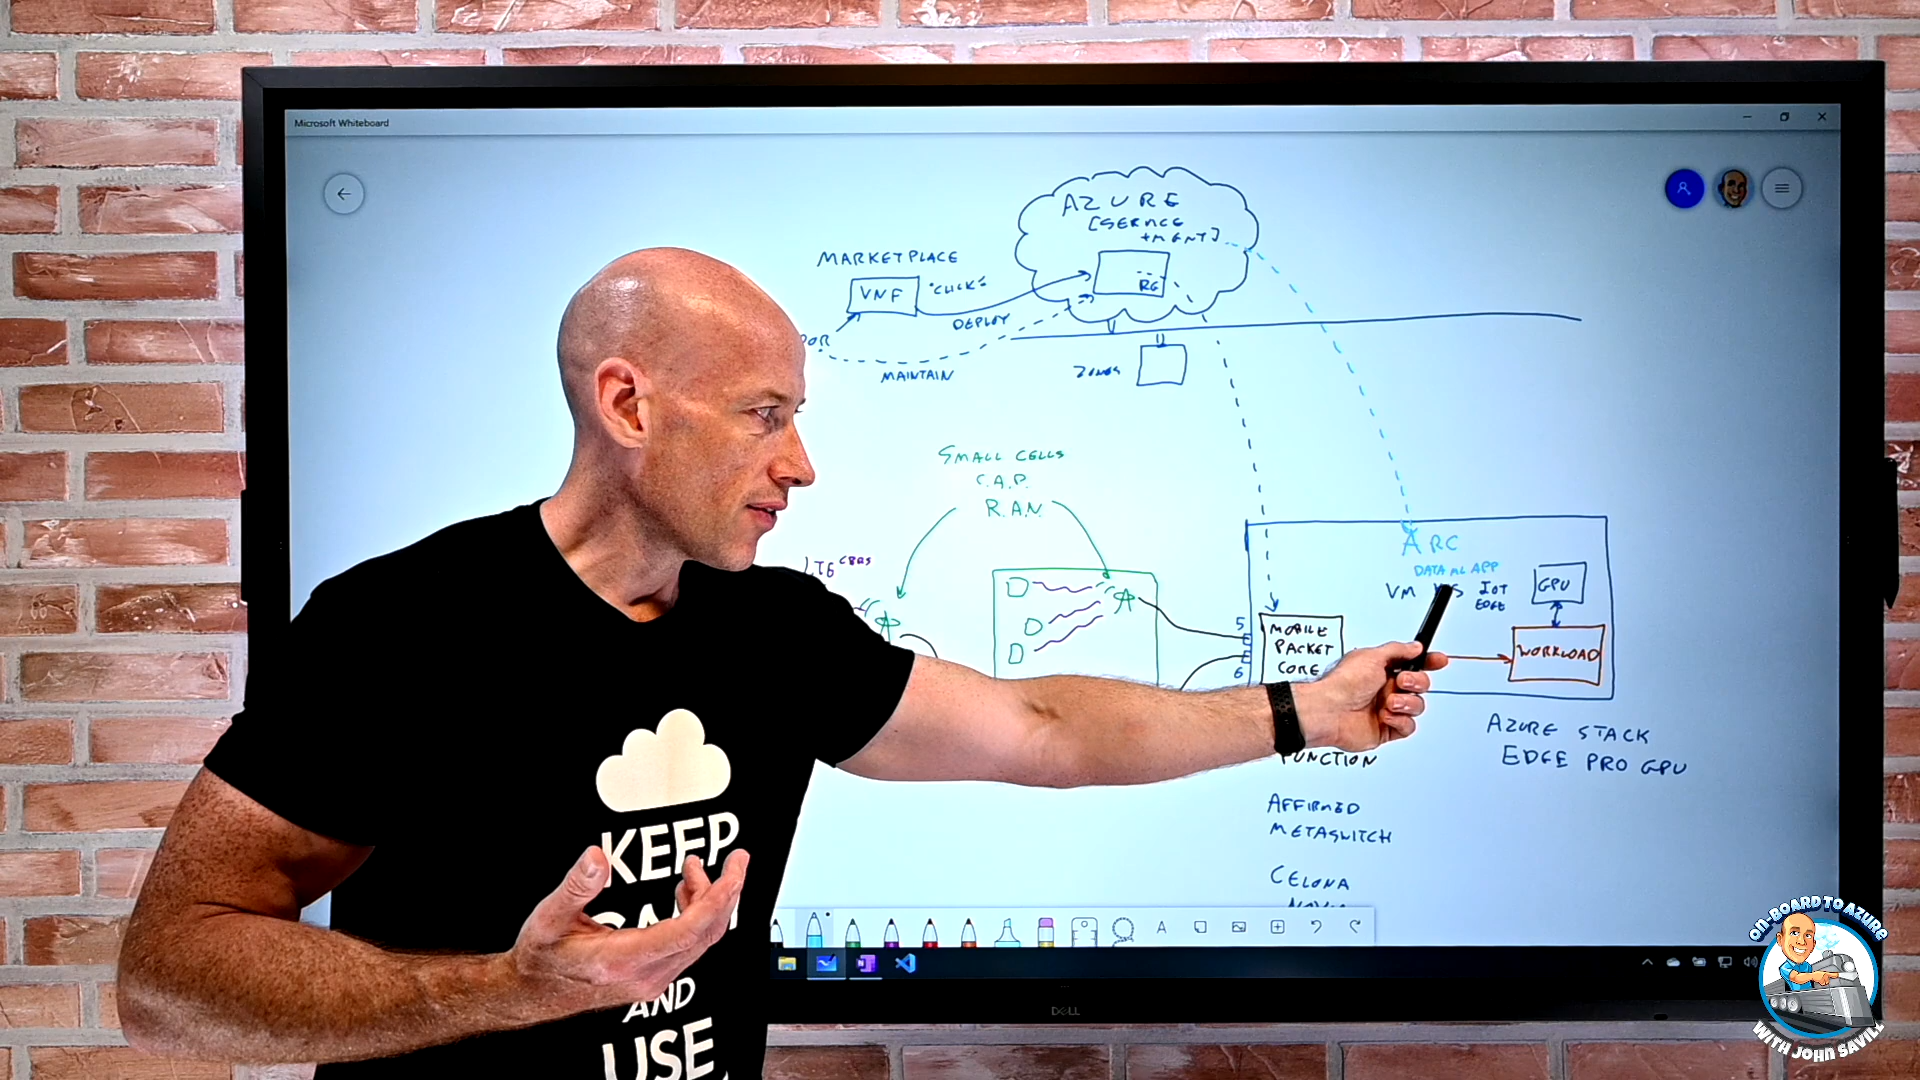 Microsoft Whiteboard
AZURE
[SERVICE
+MGMT]
MARKETPLACE
VNF
"CLICK"
RG
DEPLOY
MAINTAIN
ZONES
SMALL CELLS
C.A.P.
R.A.N.
LTE CBRS
ARC
DATA ML APP
VM
IOT
EDGE
GPU
5
6
MOBILE
PACKET
CORE
WORKLOAD
AZURE STACK
EDGE PRO GPU
FUNCTION
AFFIRMED
METASWITCH
CELONA
KEEP
CALM
AND
USE
DELL
ON-BOARD TO AZURE
WITH JOHN SAVILL